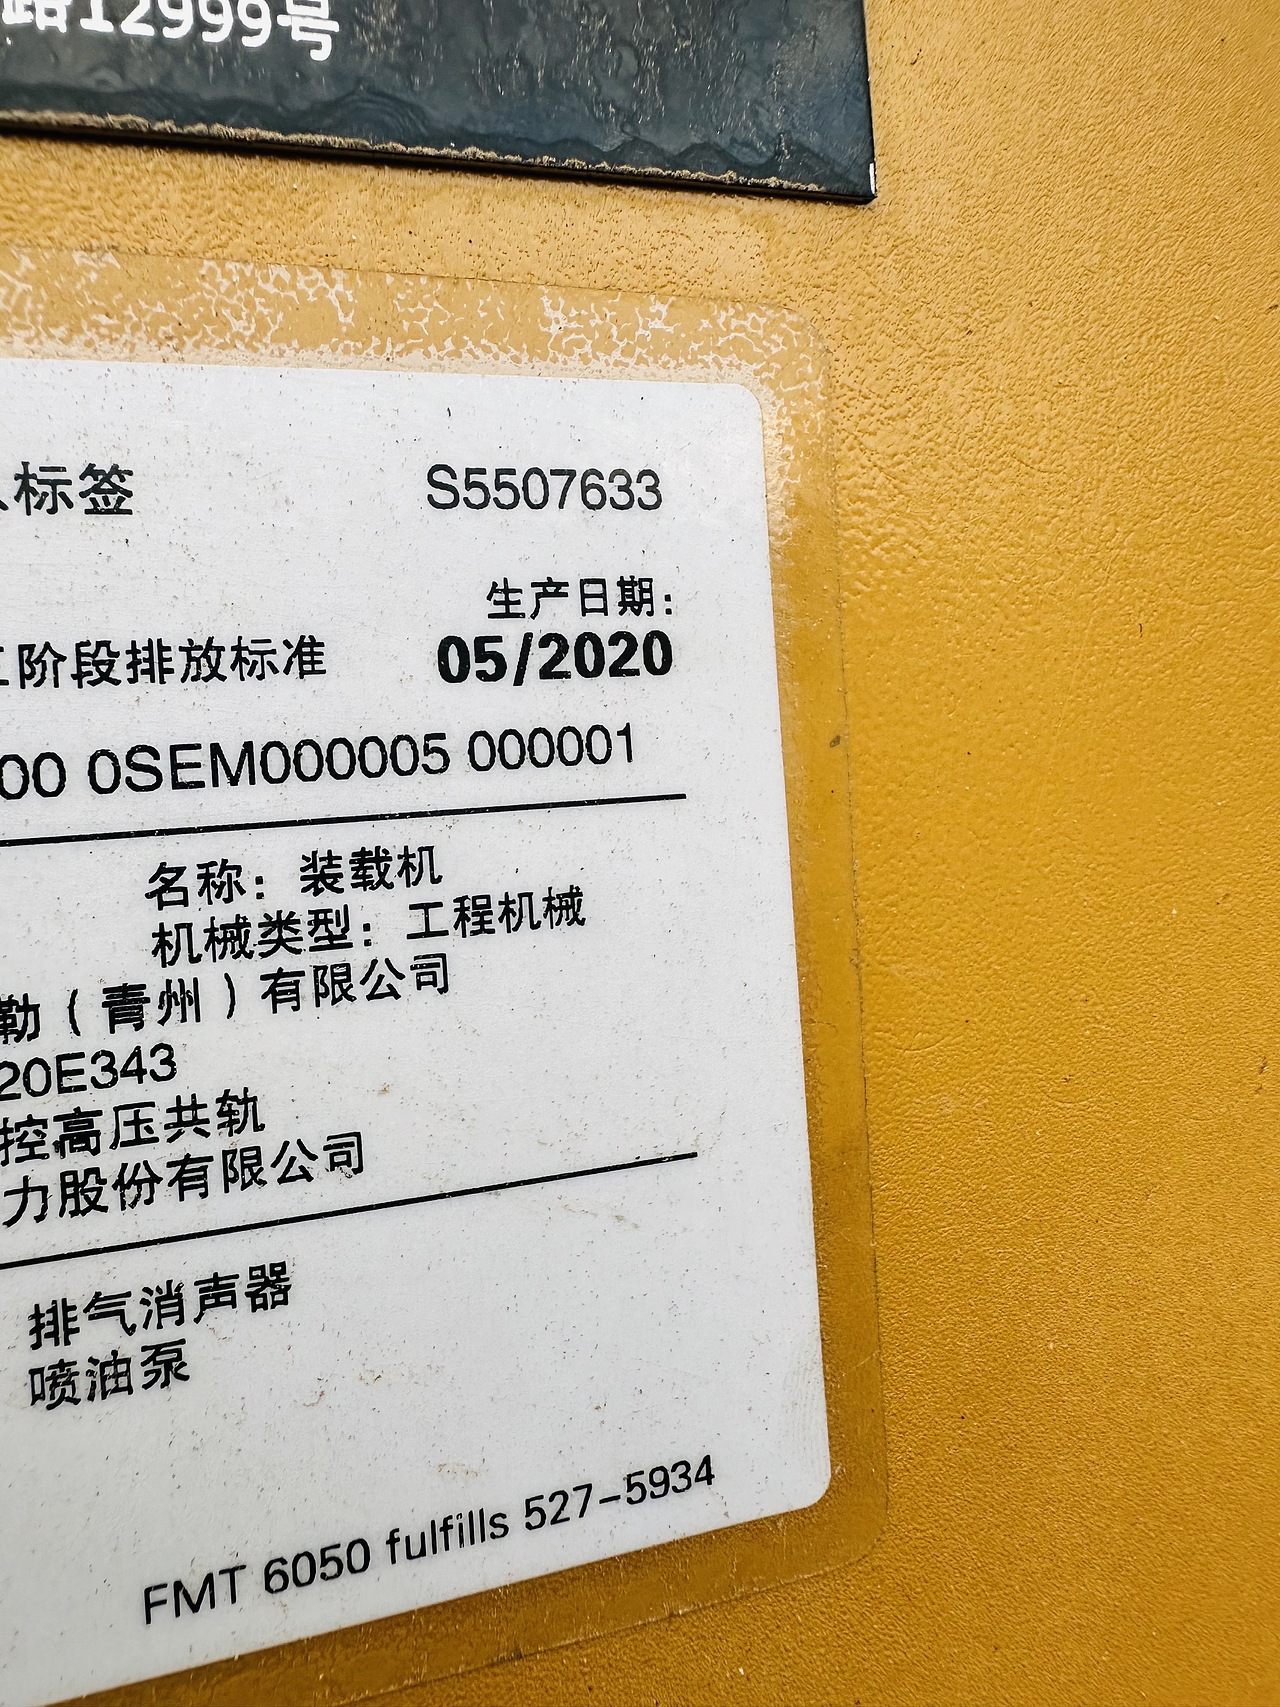 路12999号
标签
S5507633
生产日期:
阶段排放标准
05/2020
00 0SEM000005 000001
名称: 装载机
机械类型: 工程机械
勒（青州）有限公司
20E343
控高压共轨
力股份有限公司
排气消声器
喷油泵
FMT 6050 fulfills 527-5934